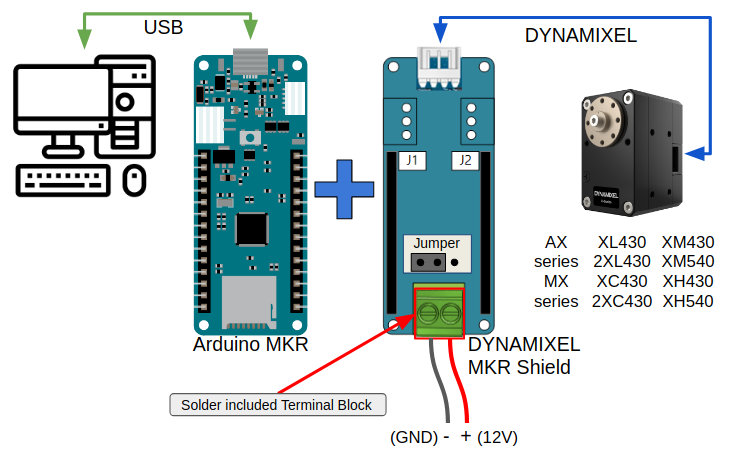 USB
DYNAMIXEL
J1
J2
DYNAMIXEL
Jumper
AX XL430 XM430
series 2XL430 XM540
MX XC430 XH430
series 2XC430 XH540
Arduino MKR
DYNAMIXEL
MKR Shield
Solder included Terminal Block
(GND) - + (12V)